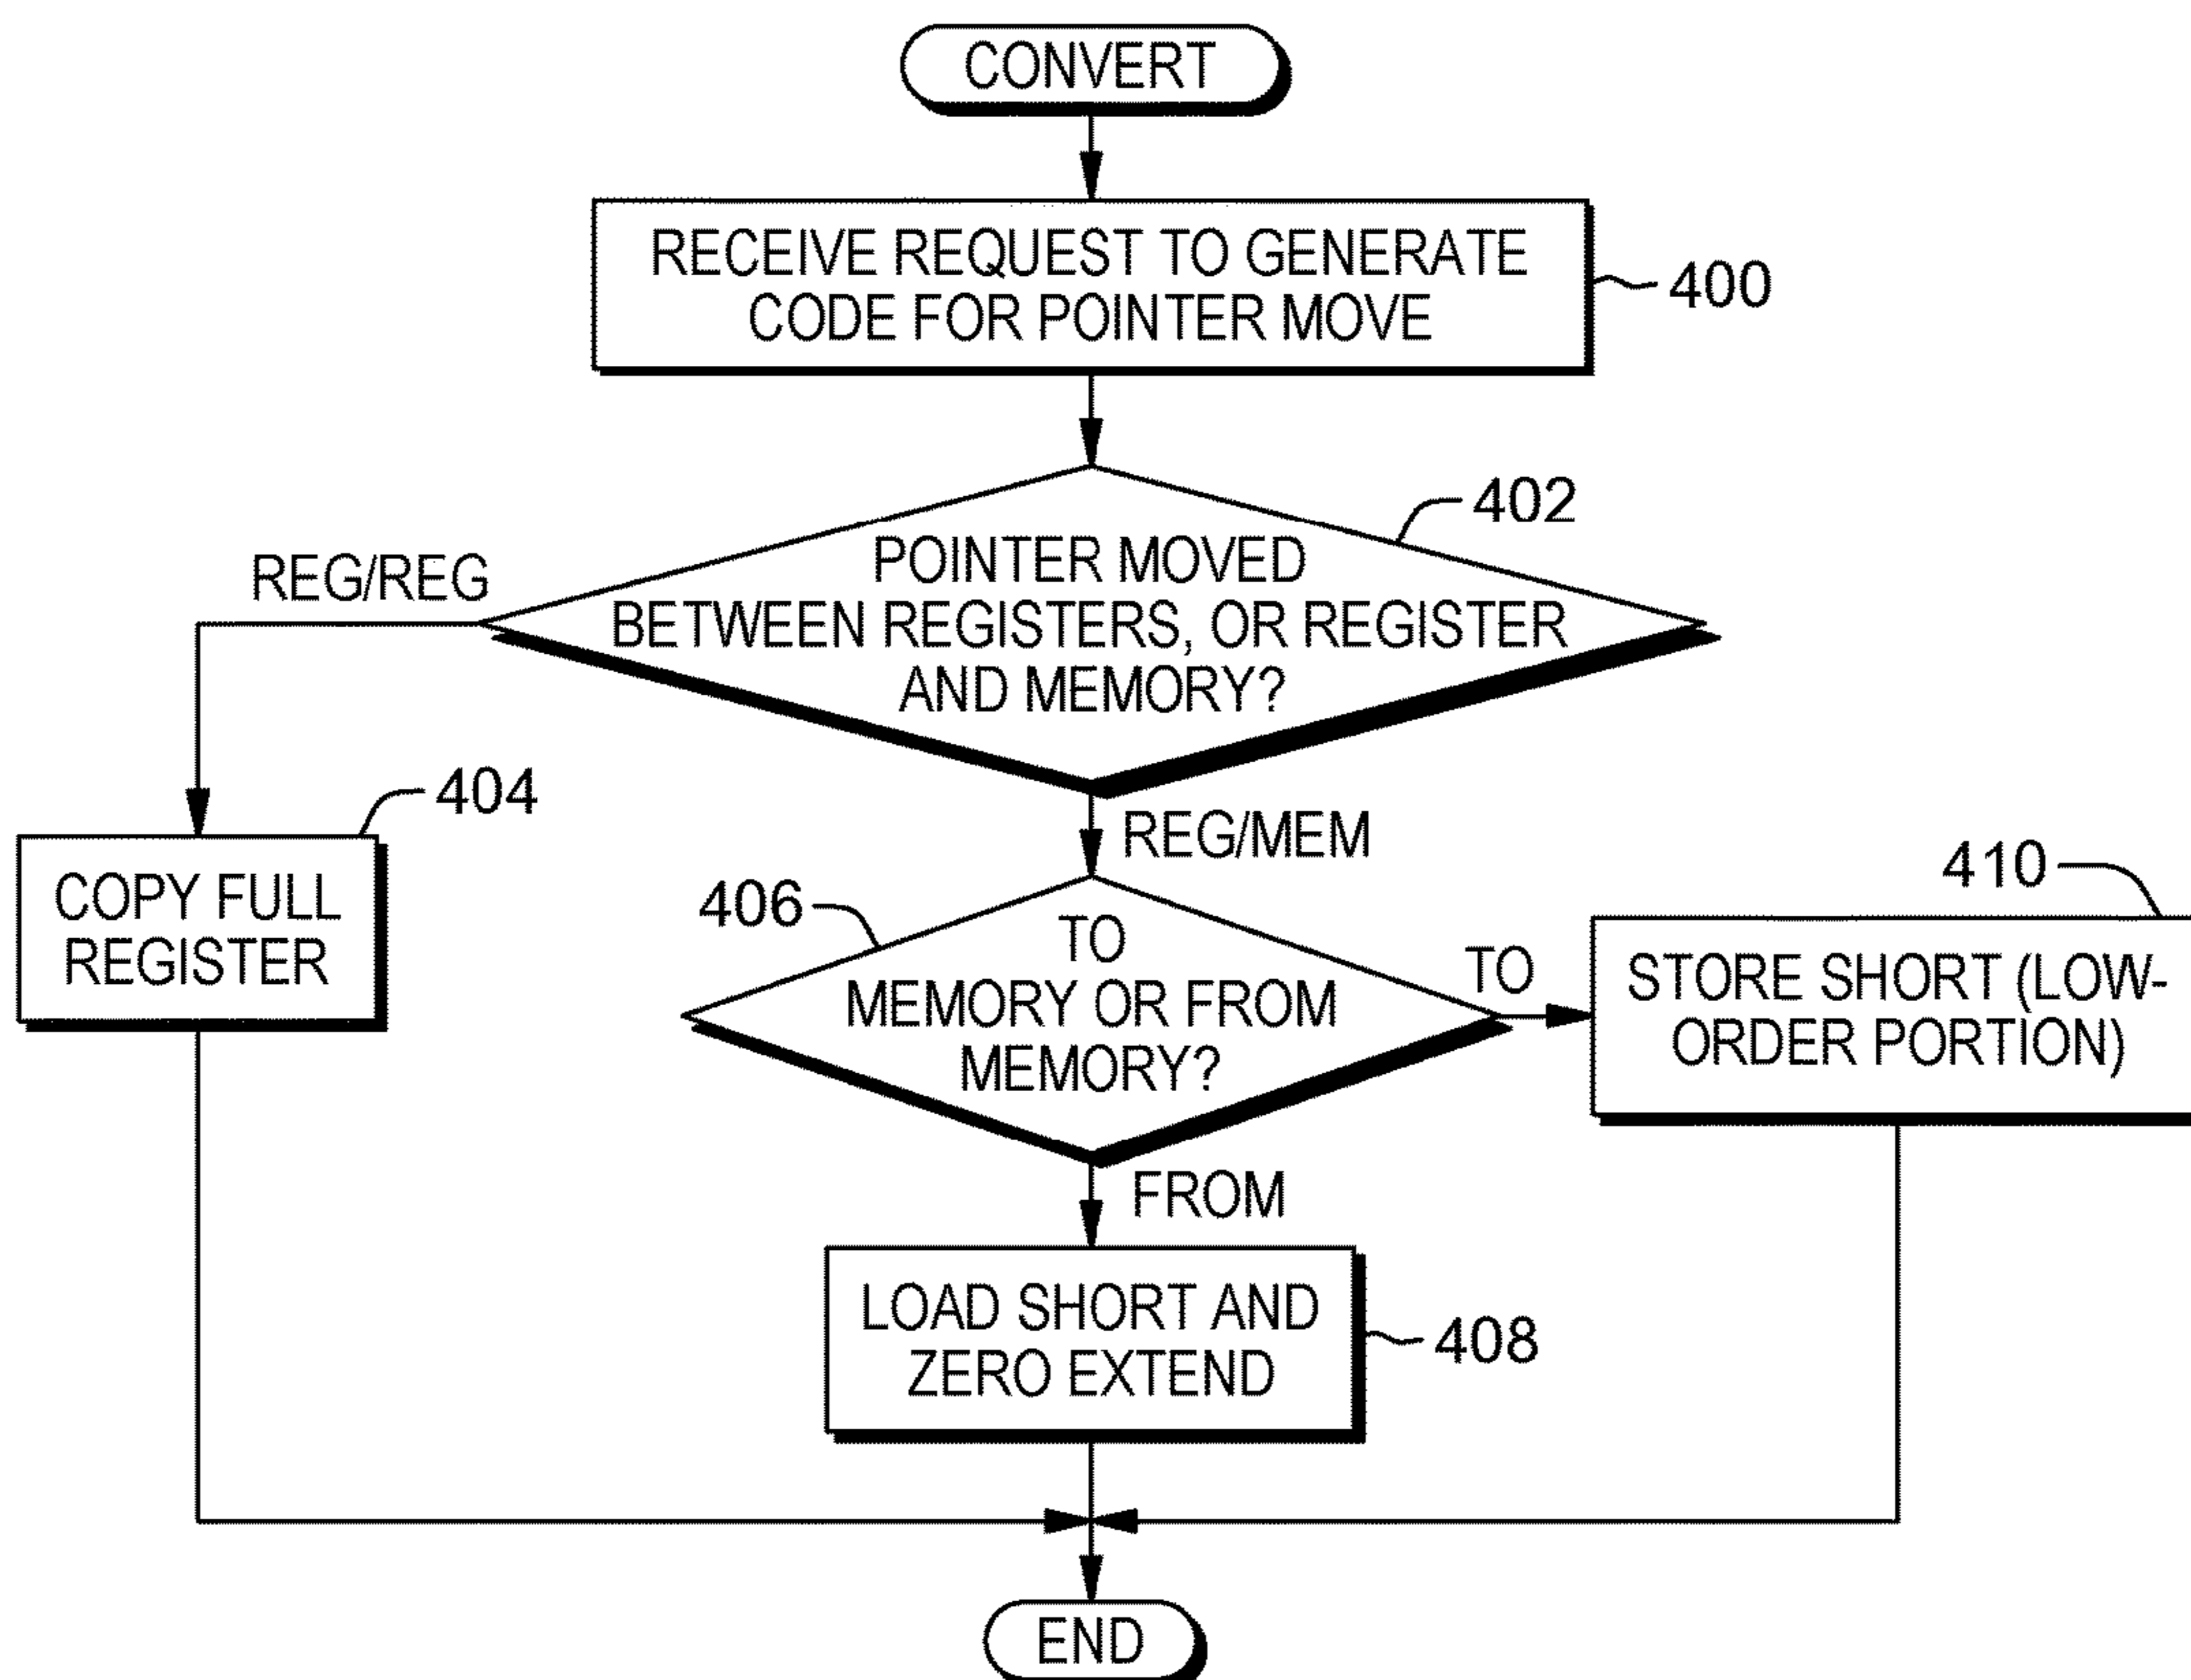 CONVERT
RECEIVE REQUEST TO GENERATE
CODE FOR POINTER MOVE
400
402
POINTER MOVED
BETWEEN REGISTERS, OR REGISTER
AND MEMORY?
REG/REG
404
COPY FULL
REGISTER
REG/MEM
406
TO
MEMORY OR FROM
MEMORY?
TO
410
STORE SHORT (LOW-
ORDER PORTION)
FROM
LOAD SHORT AND
ZERO EXTEND
408
END